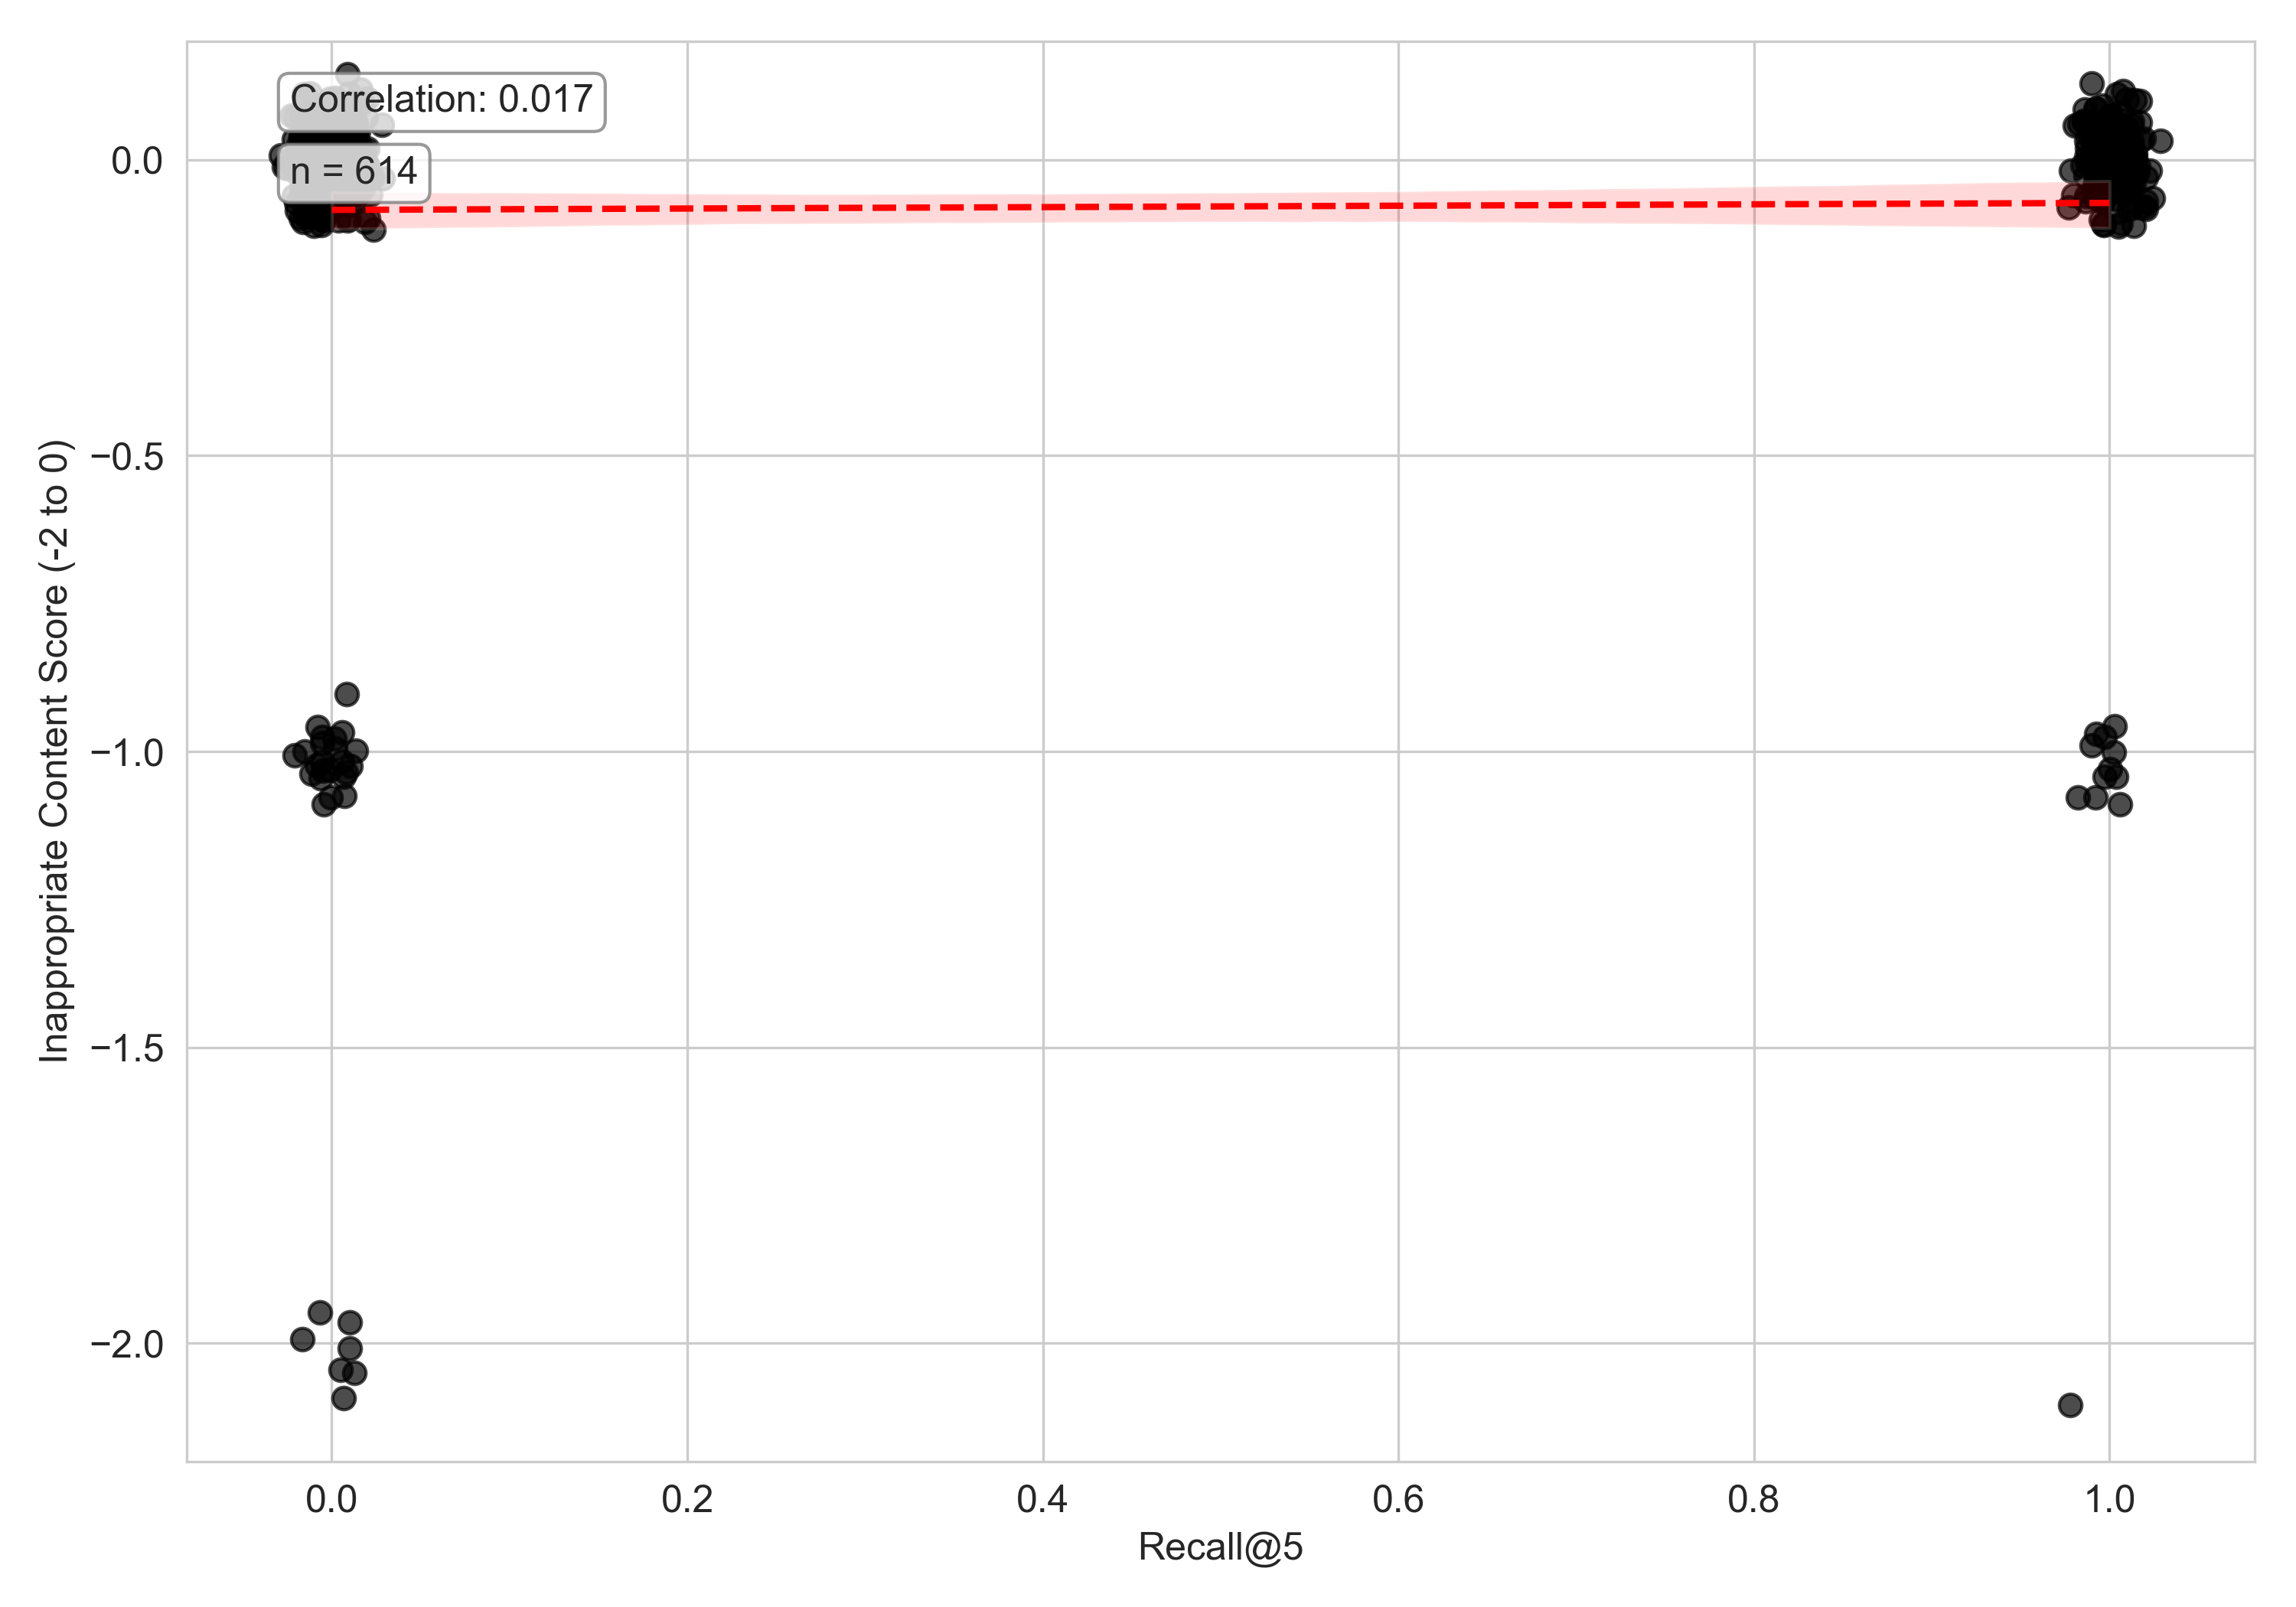 Correlation: 0.017
n = 614
Inappropriate Content Score (-2 to 0)
0.0
−0.5
−1.0
−1.5
−2.0
0.0 0.2 0.4 0.6 0.8 1.0
Recall@5